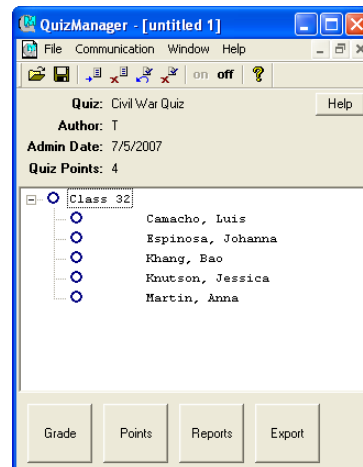 QuizManager - [untitled 1]
File Communication Window Help
on off
Quiz: Civil War Quiz Help
Author: T
Admin Date: 7/5/2007
Quiz Points: 4
Class 32
Camacho, Luis
Espinosa, Johanna
Khang, Bao
Knutson, Jessica
Martin, Anna
Grade Points Reports Export